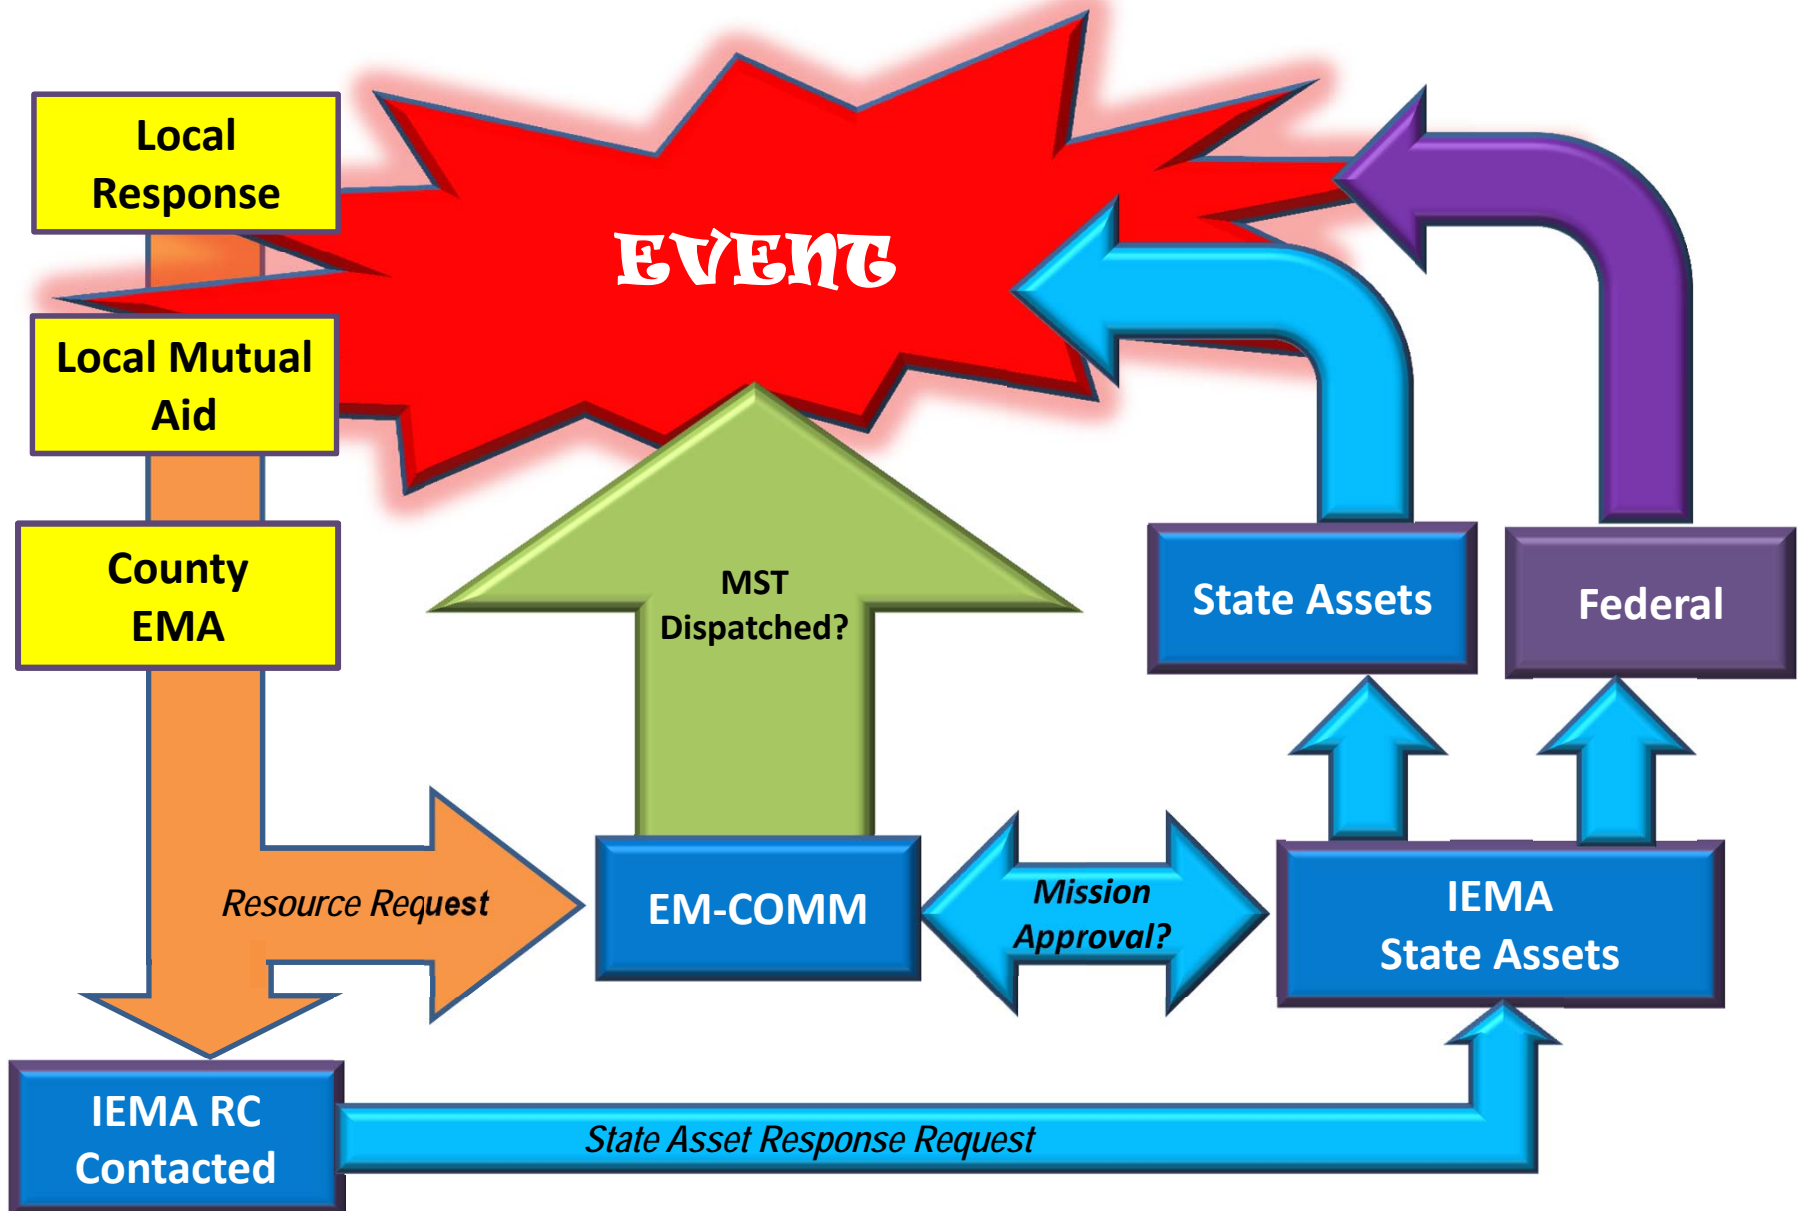 Local
Response
EVENT
Local Mutual
Aid
County
EMA
MST
Dispatched?
State Assets
Federal
Resource Request
EM-COMM
Mission
Approval?
IEMA
State Assets
IEMA RC
Contacted
State Asset Response Request